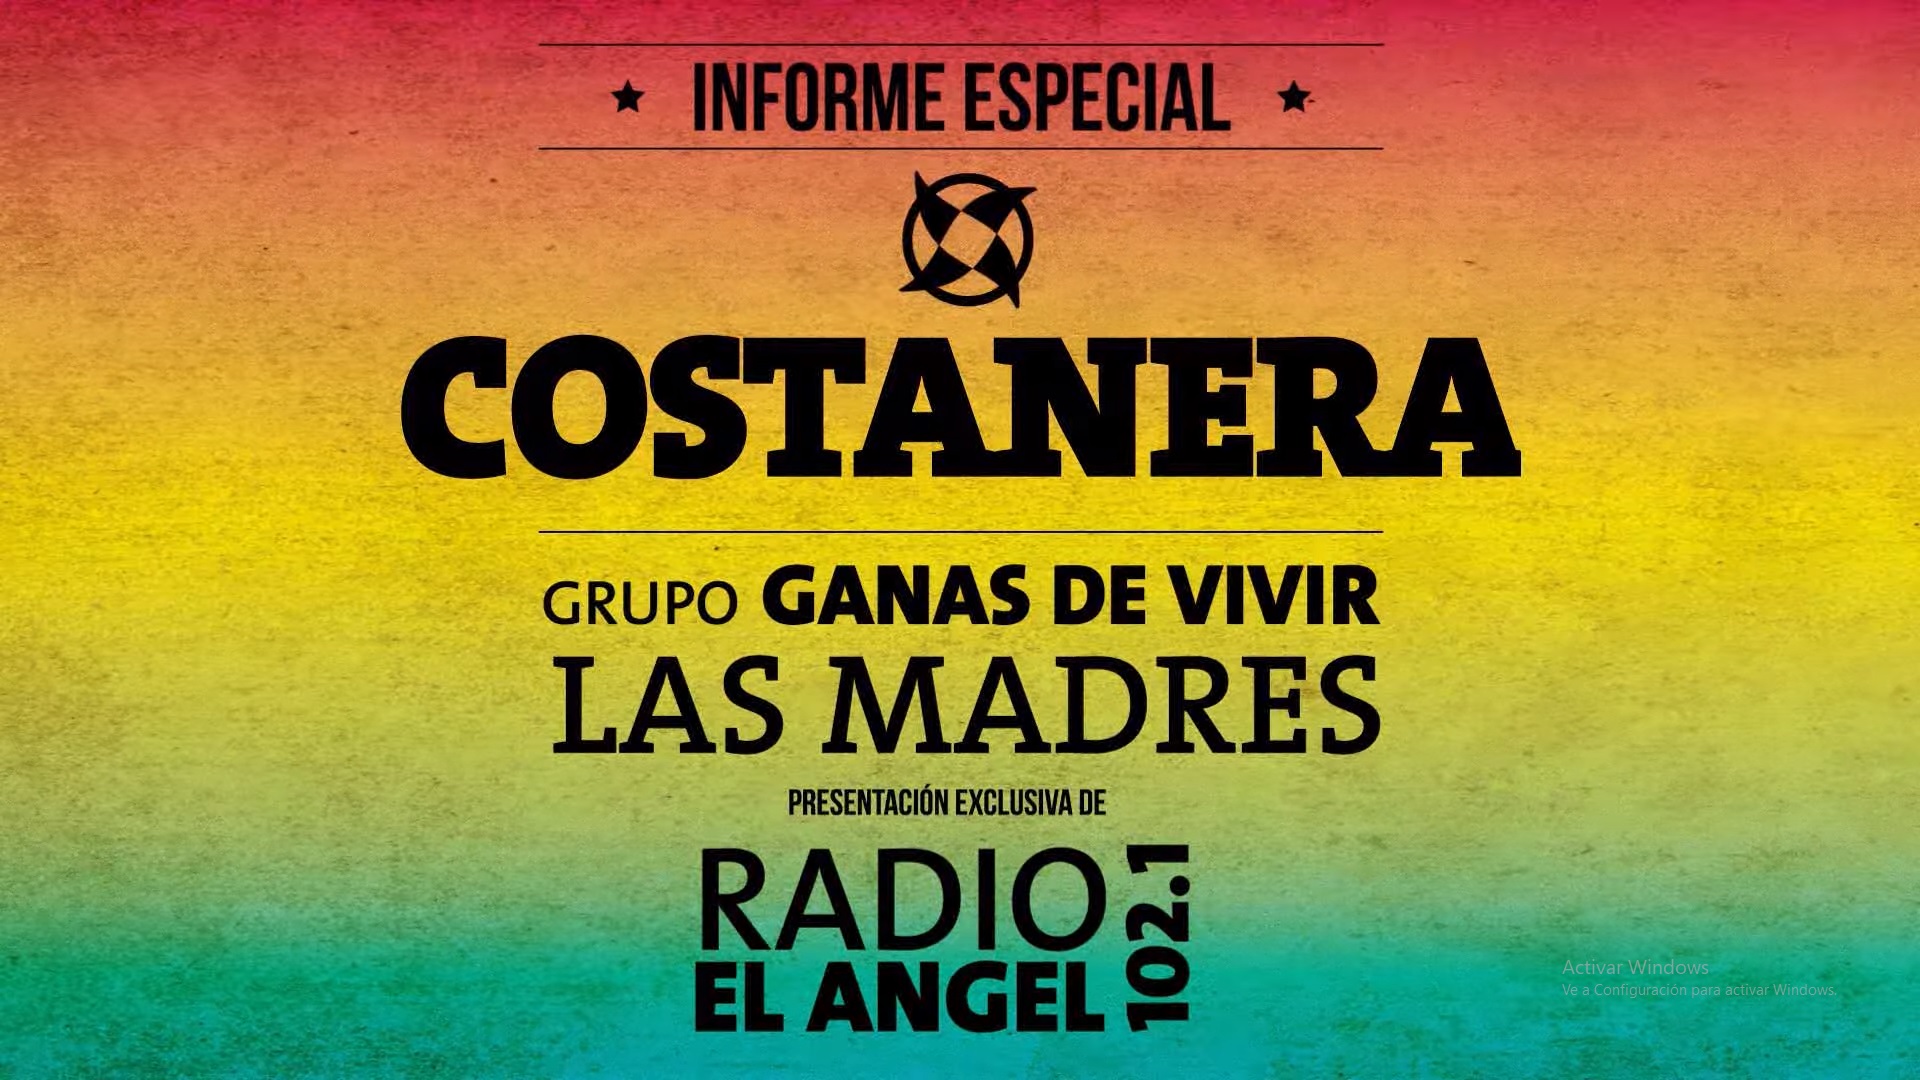 INFORME ESPECIAL
COSTANERA
GRUPO GANAS DE VIVIR
LAS MADRES
PRESENTACIÓN EXCLUSIVA DE
RADIO
EL ANGEL
102.1
Activar Windows
Ve a Configuración para activar Windows.